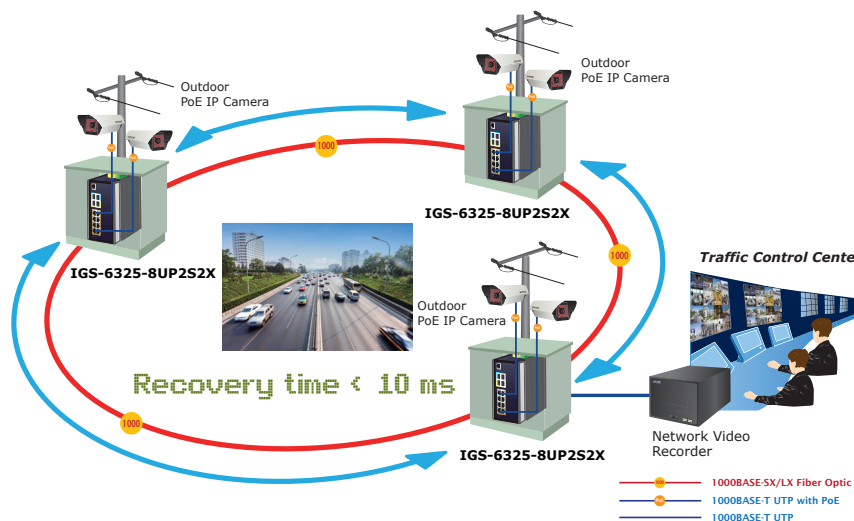 Outdoor
PoE IP Camera
Outdoor
PoE IP Camera
1000
IGS-6325-8UP2S2X
IGS-6325-8UP2S2X
1000
Traffic Control Center
Outdoor
PoE IP Camera
Recovery time < 10 ms
1000
Network Video
Recorder
IGS-6325-8UP2S2X
1000BASE-SX/LX Fiber Optic
1000BASE-T UTP with PoE
1000BASE-T UTP